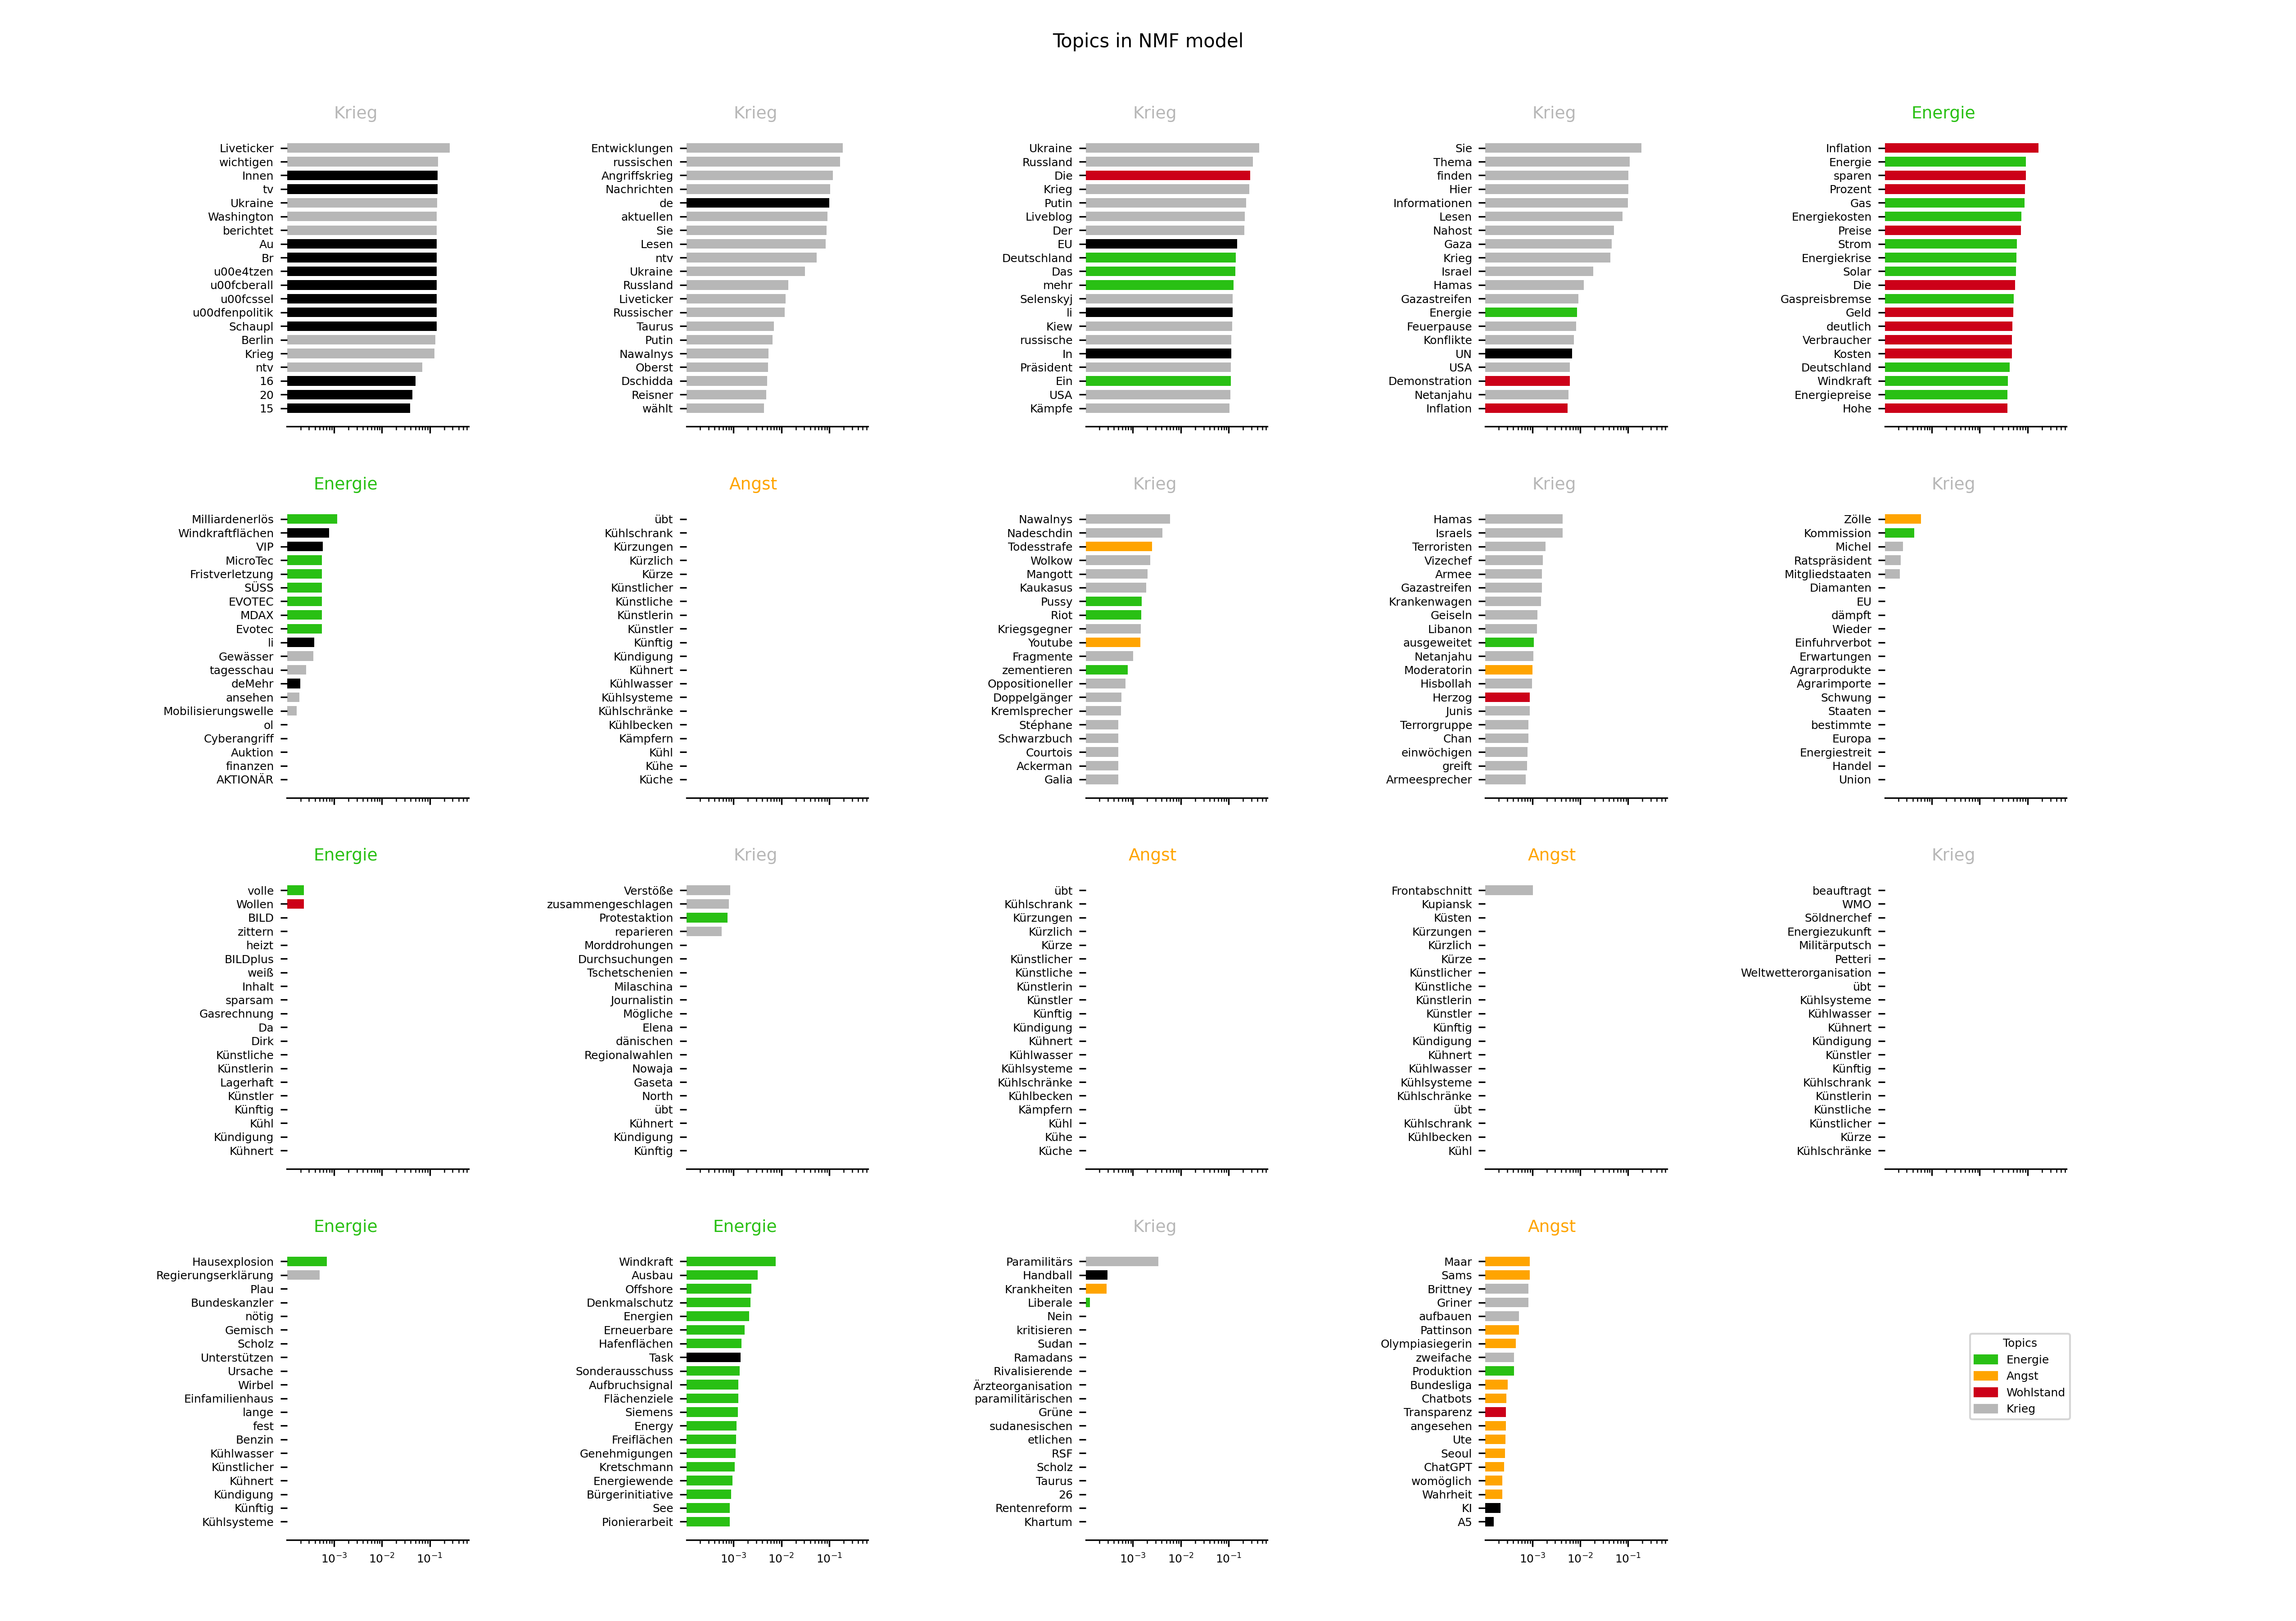 Topics in NMF model
Krieg
Liveticker
wichtigen
Innen
tv
Ukraine
Washington
berichtet
Au
Br
u00e4tzen
u00fcberall
u00fcssel
u00dfenpolitik
Schaupl
Berlin
Krieg
ntv
16
20
15
Krieg
Entwicklungen
russischen
Angriffskrieg
Nachrichten
de
aktuellen
Sie
Lesen
ntv
Ukraine
Russland
Liveticker
Russischer
Taurus
Putin
Nawalnys
Oberst
Dschidda
Reisner
wählt
Krieg
Ukraine
Russland
Die
Krieg
Putin
Liveblog
Der
EU
Deutschland
Das
mehr
Selenskyj
li
Kiew
russische
In
Präsident
Ein
USA
Kämpfe
Krieg
Sie
Thema
finden
Hier
Informationen
Lesen
Nahost
Gaza
Krieg
Israel
Hamas
Gazastreifen
Energie
Feuerpause
Konflikte
UN
USA
Demonstration
Netanjahu
Inflation
Energie
Inflation
Energie
sparen
Prozent
Gas
Energiekosten
Preise
Strom
Energiekrise
Solar
Die
Gaspreisbremse
Geld
deutlich
Verbraucher
Kosten
Deutschland
Windkraft
Energiepreise
Hohe
Energie
Milliardenerlös
Windkraftflächen
VIP
MicroTec
Fristverletzung
SÜSS
EVOTEC
MDAX
Evotec
li
Gewässer
tagesschau
deMehr
ansehen
Mobilisierungswelle
ol
Cyberangriff
Auktion
finanzen
AKTIONÄR
Angst
übt
Kühlschrank
Kürzungen
Kürzlich
Kürze
Künstlicher
Künstliche
Künstlerin
Künstler
Künftig
Kündigung
Kühnert
Kühlwasser
Kühlsysteme
Kühlschränke
Kühlbecken
Kämpfern
Kühl
Kühe
Küche
Krieg
Nawalnys
Nadeschdin
Todesstrafe
Wolkow
Mangott
Kaukasus
Pussy
Riot
Kriegsgegner
Youtube
Fragmente
zementieren
Oppositioneller
Doppelgänger
Kremlsprecher
Stéphane
Schwarzbuch
Courtois
Ackerman
Galia
Krieg
Hamas
Israels
Terroristen
Vizechef
Armee
Gazastreifen
Krankenwagen
Geiseln
Libanon
ausgeweitet
Netanjahu
Moderatorin
Hisbollah
Herzog
Junis
Terrorgruppe
Chan
einwöchigen
greift
Armeesprecher
Krieg
Zölle
Kommission
Michel
Ratspräsident
Mitgliedstaaten
Diamanten
EU
dämpft
Wieder
Einfuhrverbot
Erwartungen
Agrarprodukte
Agrarimporte
Schwung
Staaten
bestimmte
Europa
Energiestreit
Handel
Union
Energie
volle
Wollen
BILD
zittern
heizt
BILDplus
weiß
Inhalt
sparsam
Gasrechnung
Da
Dirk
Künstliche
Künstlerin
Lagerhaft
Künstler
Künftig
Kühl
Kündigung
Kühnert
Krieg
Verstöße
zusammengeschlagen
Protestaktion
reparieren
Morddrohungen
Durchsuchungen
Tschetschenien
Milaschina
Journalistin
Mögliche
Elena
dänischen
Regionalwahlen
Nowaja
Gaseta
North
übt
Kühnert
Kündigung
Künftig
Angst
übt
Kühlschrank
Kürzungen
Kürzlich
Kürze
Künstlicher
Künstliche
Künstlerin
Künstler
Künftig
Kündigung
Kühnert
Kühlwasser
Kühlsysteme
Kühlschränke
Kühlbecken
Kämpfern
Kühl
Kühe
Küche
Angst
Frontabschnitt
Kupiansk
Küsten
Kürzungen
Kürzlich
Kürze
Künstlicher
Künstliche
Künstlerin
Künstler
Künftig
Kündigung
Kühnert
Kühlwasser
Kühlsysteme
Kühlschränke
übt
Kühlschrank
Kühlbecken
Kühl
Krieg
beauftragt
WMO
Söldnerchef
Energiezukunft
Militärputsch
Petteri
Weltwetterorganisation
übt
Kühlsysteme
Kühlwasser
Kühnert
Kündigung
Künstler
Künftig
Kühlschrank
Künstlerin
Künstliche
Künstlicher
Kürze
Kühlschränke
Energie
Hausexplosion
Regierungserklärung
Plau
Bundeskanzler
nötig
Gemisch
Scholz
Unterstützen
Ursache
Wirbel
Einfamilienhaus
lange
fest
Benzin
Kühlwasser
Künstlicher
Kühnert
Kündigung
Künftig
Kühlsysteme
10⁻³ 10⁻² 10⁻¹
Energie
Windkraft
Ausbau
Offshore
Denkmalschutz
Energien
Erneuerbare
Hafenflächen
Task
Sonderausschuss
Aufbruchsignal
Flächenziele
Siemens
Energy
Freiflächen
Genehmigungen
Kretschmann
Energiewende
Bürgerinitiative
See
Pionierarbeit
10⁻³ 10⁻² 10⁻¹
Krieg
Paramilitärs
Handball
Krankheiten
Liberale
Nein
kritisieren
Sudan
Ramadans
Rivalisierende
Ärzteorganisation
paramilitärischen
Grüne
sudanesischen
etlichen
RSF
Scholz
Taurus
26
Rentenreform
Khartum
10⁻³ 10⁻² 10⁻¹
Angst
Maar
Sams
Brittney
Griner
aufbauen
Pattinson
Olympiasiegerin
zweifache
Produktion
Bundesliga
Chatbots
Transparenz
angesehen
Ute
Seoul
ChatGPT
womöglich
Wahrheit
KI
A5
10⁻³ 10⁻² 10⁻¹
Topics
Energie
Angst
Wohlstand
Krieg